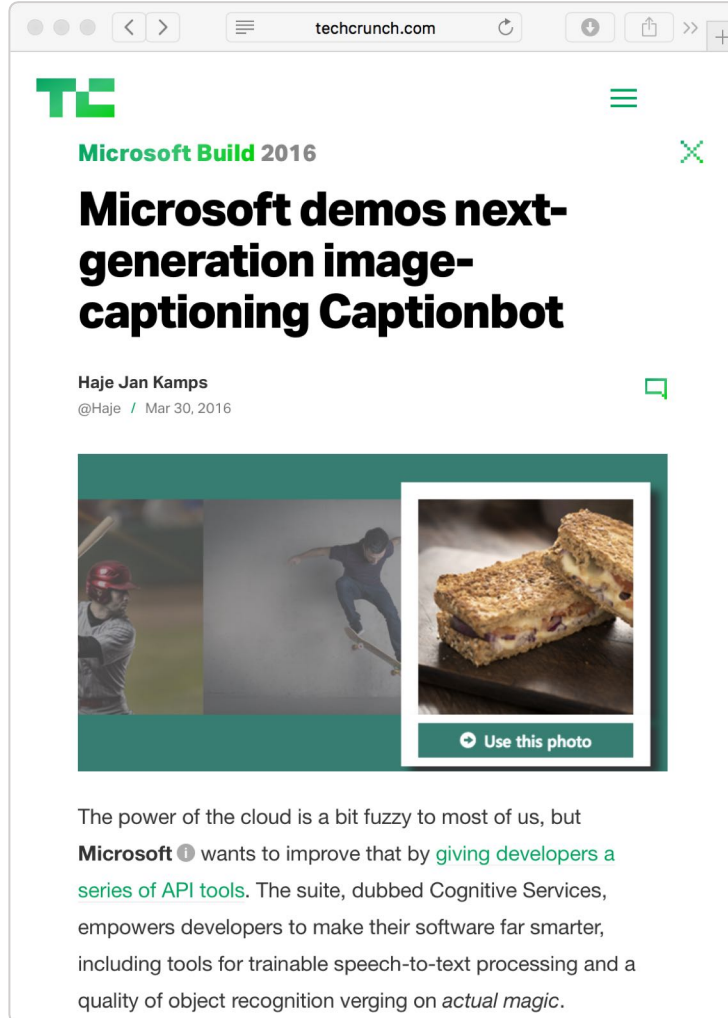 techcrunch.com
TC
Microsoft Build 2016
Microsoft demos next-
generation image-
captioning Captionbot
Haje Jan Kamps
@Haje / Mar 30, 2016
Use this photo
The power of the cloud is a bit fuzzy to most of us, but
Microsoft i wants to improve that by giving developers a
series of API tools. The suite, dubbed Cognitive Services,
empowers developers to make their software far smarter,
including tools for trainable speech-to-text processing and a
quality of object recognition verging on actual magic.